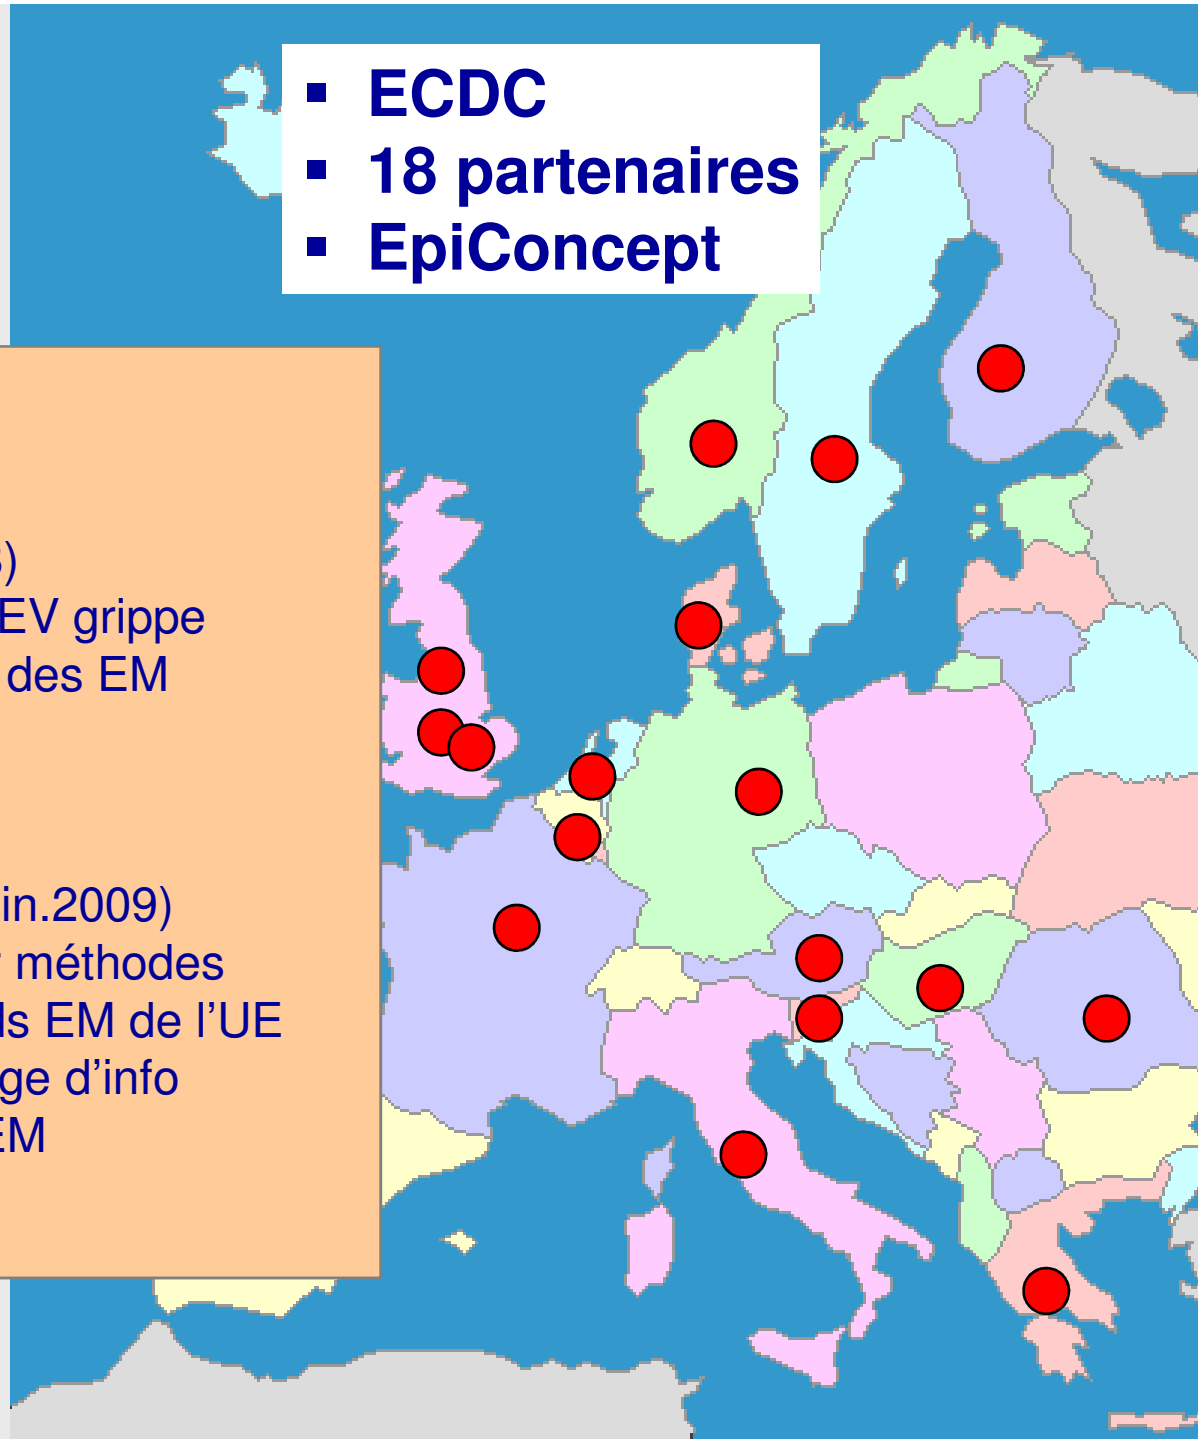 ▪ ECDC
▪ 18 partenaires
▪ EpiConcept
)
EV grippe
des EM
in.2009)
méthodes
ls EM de l’UE
ge d’info
EM